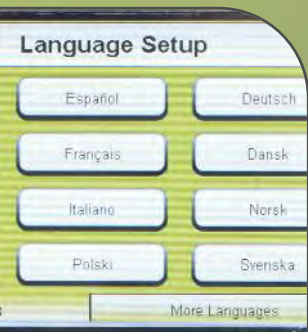 Language Setup
Español Deutsch
Français Dansk
Italiano Norsk
Polski Svenska
s More Languages